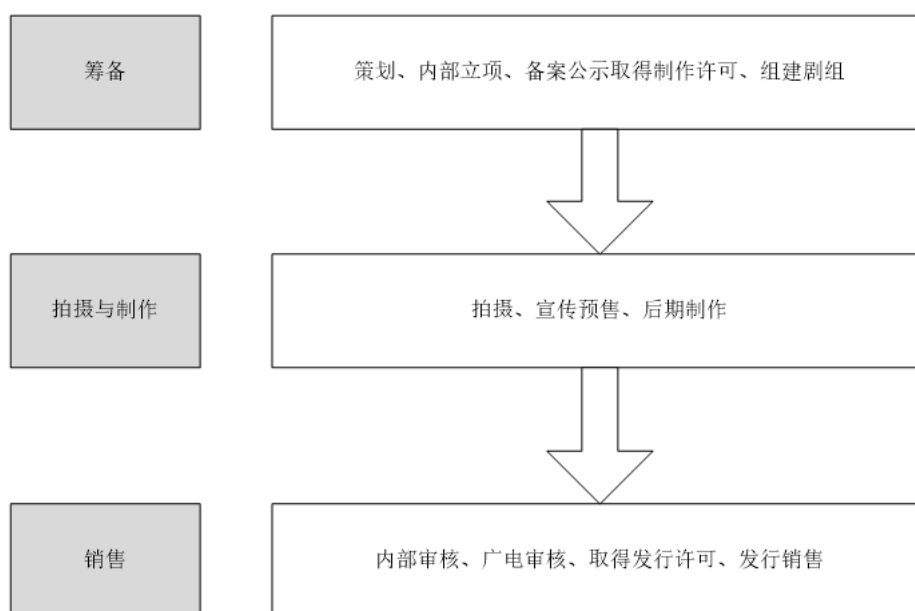 筹备
策划、内部立项、备案公示取得制作许可、组建剧组
拍摄与制作
拍摄、宣传预售、后期制作
销售
内部审核、广电审核、取得发行许可、发行销售